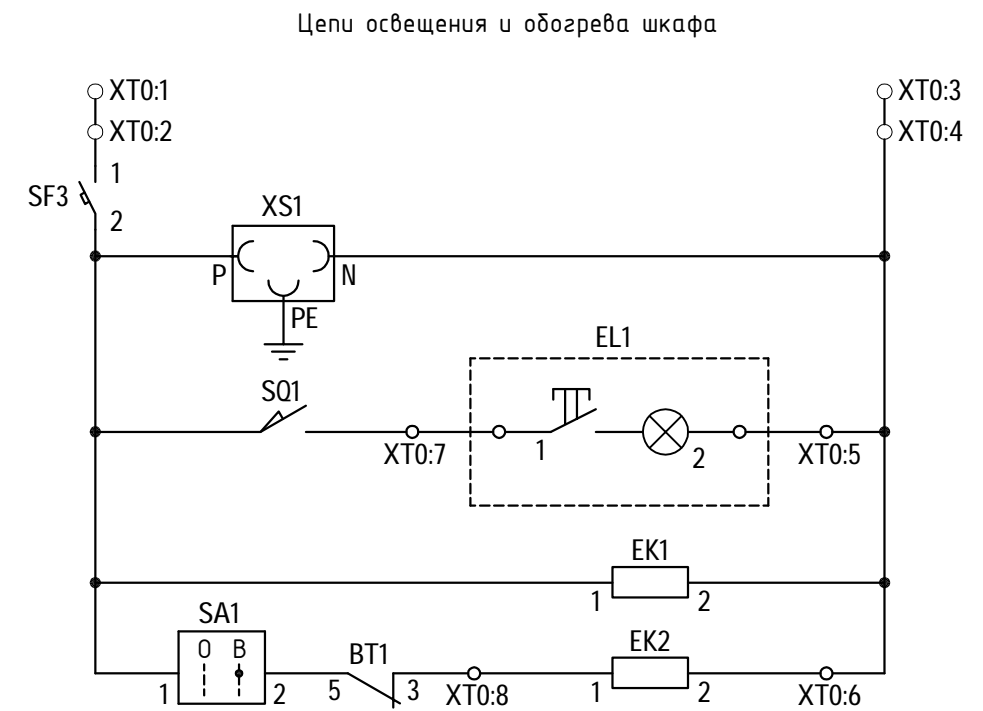 Цепи освещения и обогрева шкафа
XT0:1 XT0:3
XT0:2 XT0:4
1
SF3
2
XS1
P N
PE
EL1
SQ1
XT0:7 1 2 XT0:5
EK1
1 2
SA1
О В
BT1
EK2
1 2 5 3 XT0:8 1 2 XT0:6